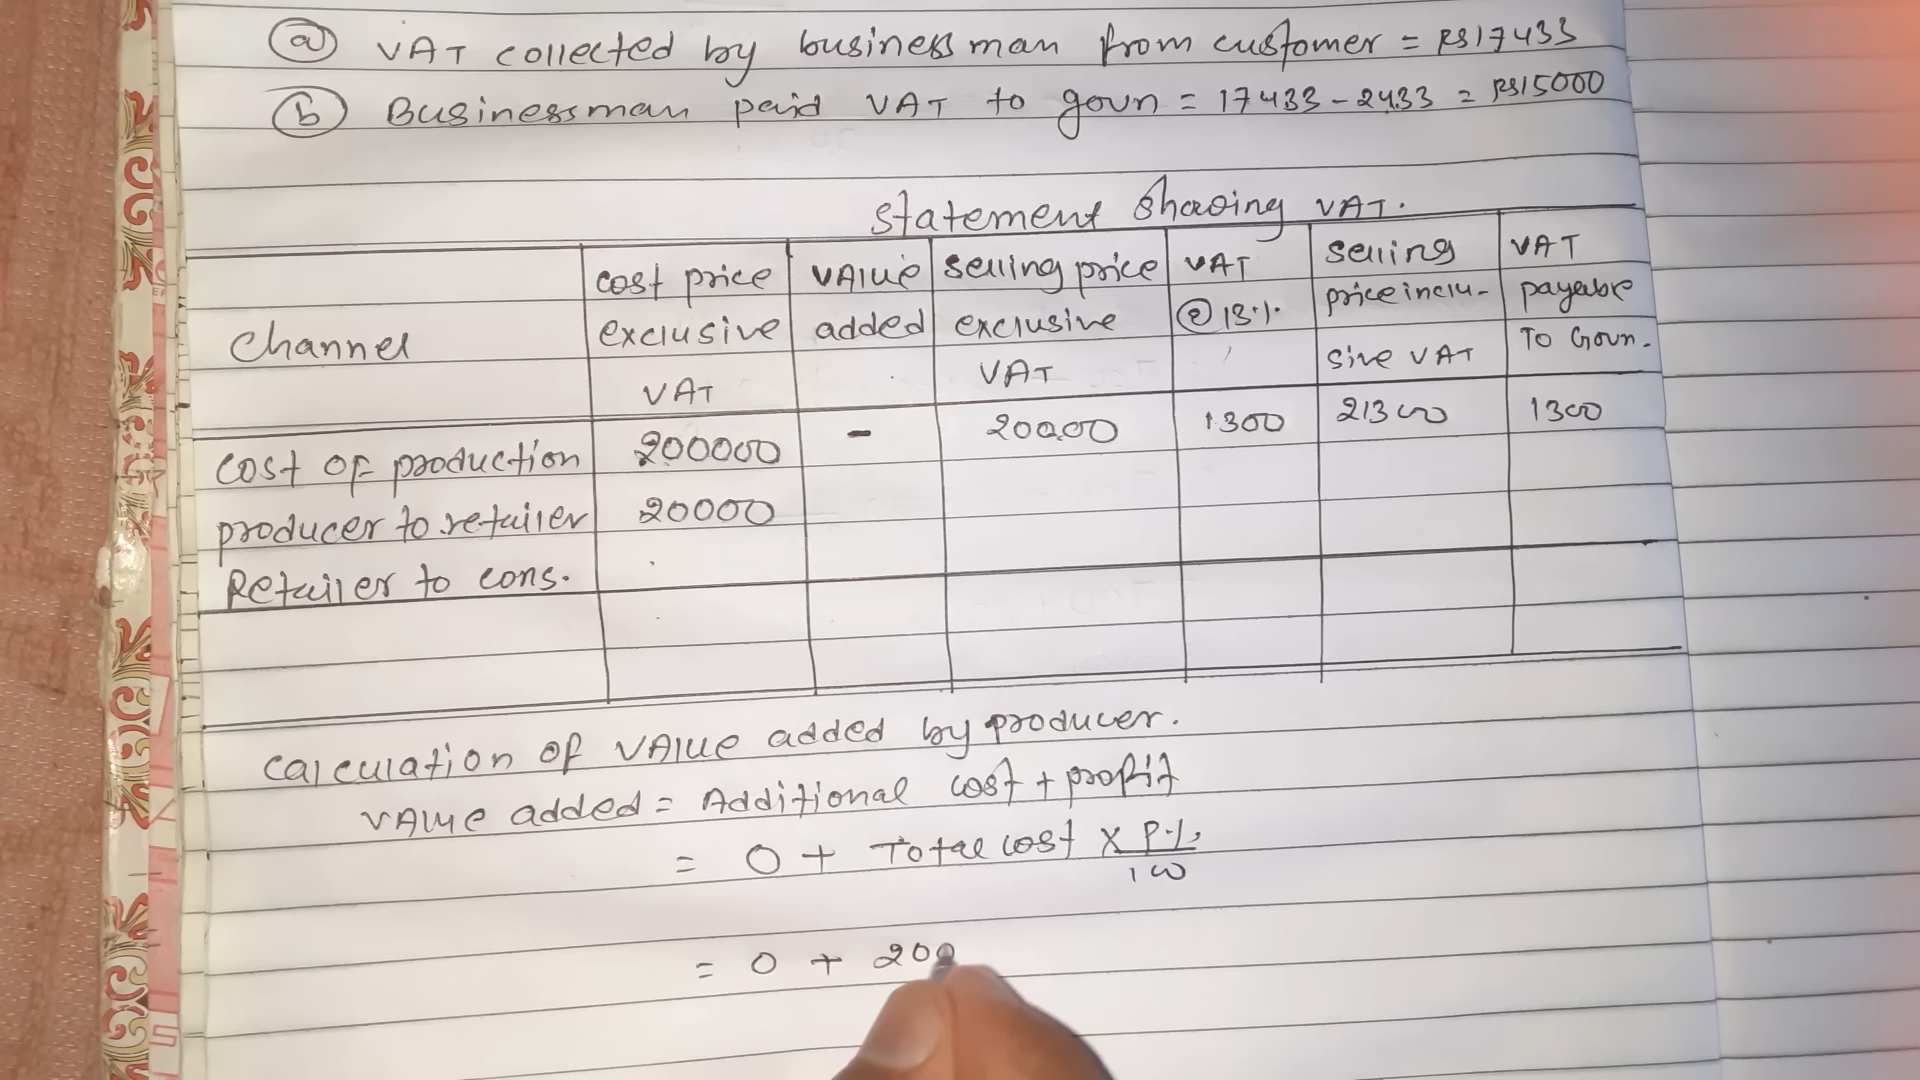 (a) VAT collected by businessman from customer = RS17433
(b) Businessman paid VAT to govn = 17433-2433 = RS15000
statement showing VAT.
channel
cost price exclusive VAT
VAlue added
selling price exclusive VAT
VAT @13%
selling priceinclu- sive VAT
VAT payable To Govn.
cost of production 200000 - 20000 1300 21300 1300
producer to retailer 20000
Retailer to cons.
calculation of VAlue added by producer.
VAlue added = Additional cost + profit
= 0 + Total cost X P%
100
= 0 + 200